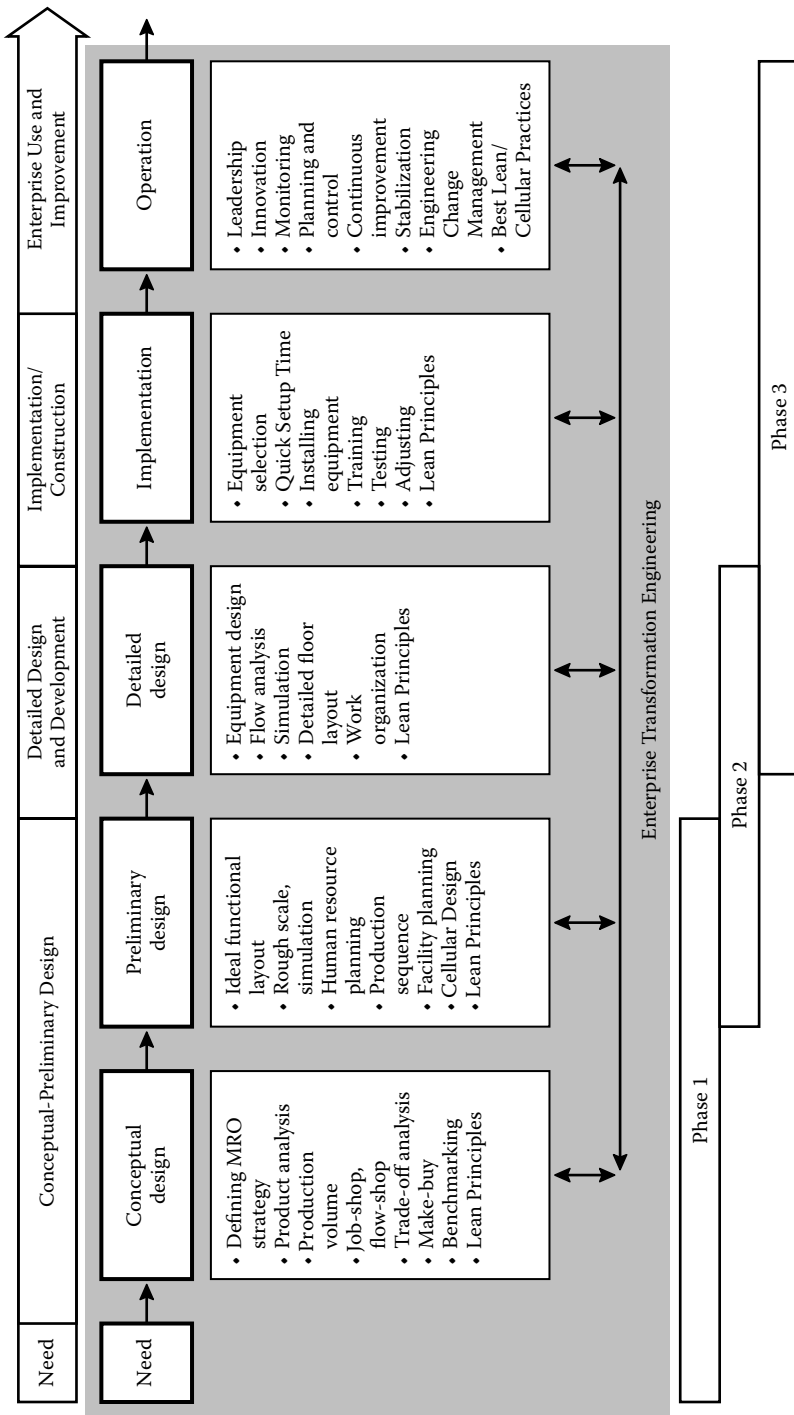 Need
Conceptual-Preliminary Design
Detailed Design
and Development
Implementation/
Construction
Enterprise Use and
Improvement
Need
Conceptual
design
Preliminary
design
Detailed
design
Implementation
Operation
• Defining MRO
strategy
• Product analysis
• Production
volume
• Job-shop,
flow-shop
• Trade-off analysis
• Make-buy
• Benchmarking
• Lean Principles
• Ideal functional
layout
• Rough scale,
simulation
• Human resource
planning
• Production
sequence
• Facility planning
• Cellular Design
• Lean Principles
• Equipment design
• Flow analysis
• Simulation
• Detailed floor
layout
• Work
organization
• Lean Principles
• Equipment
selection
• Quick Setup Time
• Installing
equipment
• Training
• Testing
• Adjusting
• Lean Principles
• Leadership
• Innovation
• Monitoring
• Planning and
control
• Continuous
improvement
• Stabilization
• Engineering
Change
Management
• Best Lean/
Cellular Practices
Enterprise Transformation Engineering
Phase 1
Phase 2
Phase 3